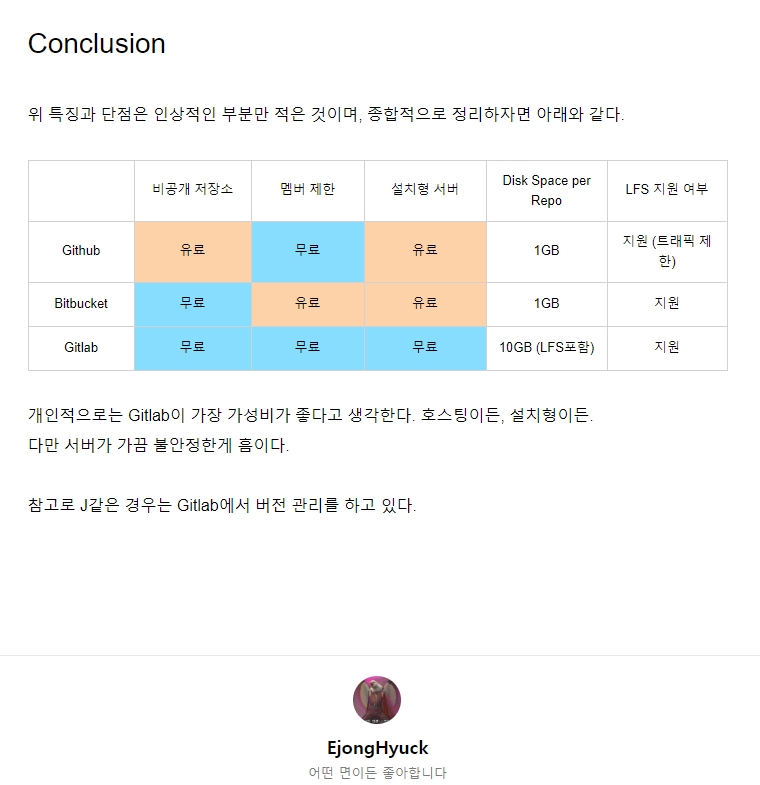 Conclusion
위 특징과 단점은 인상적인 부분만 적은 것이며, 종합적으로 정리하자면 아래와 같다.
비공개 저장소 멤버 제한 설치형 서버 Disk Space per Repo LFS 지원 여부
Github 유료 무료 유료 1GB 지원 (트래픽 제한)
Bitbucket 무료 유료 유료 1GB 지원
Gitlab 무료 무료 무료 10GB (LFS포함) 지원
개인적으로는 Gitlab이 가장 가성비가 좋다고 생각한다. 호스팅이든, 설치형이든.
다만 서버가 가끔 불안정한게 흠이다.
참고로 J같은 경우는 Gitlab에서 버전 관리를 하고 있다.
EjongHyuck
어떤 면이든 좋아합니다